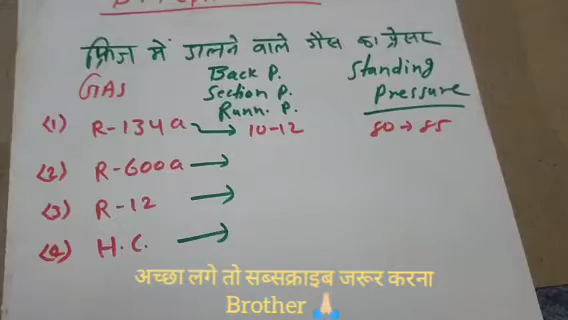 फ्रिज में डालने वाले गैस का प्रेसर
GAS
Back P.
Section P.
Runn. P.
Standing
Pressure
(1) R-134a → 10-12 80 → 85
(2) R-600a →
(3) R-12 →
(4) H.C. →
अच्छा लगे तो सब्सक्राइब जरूर करना
Brother 🙏🏻